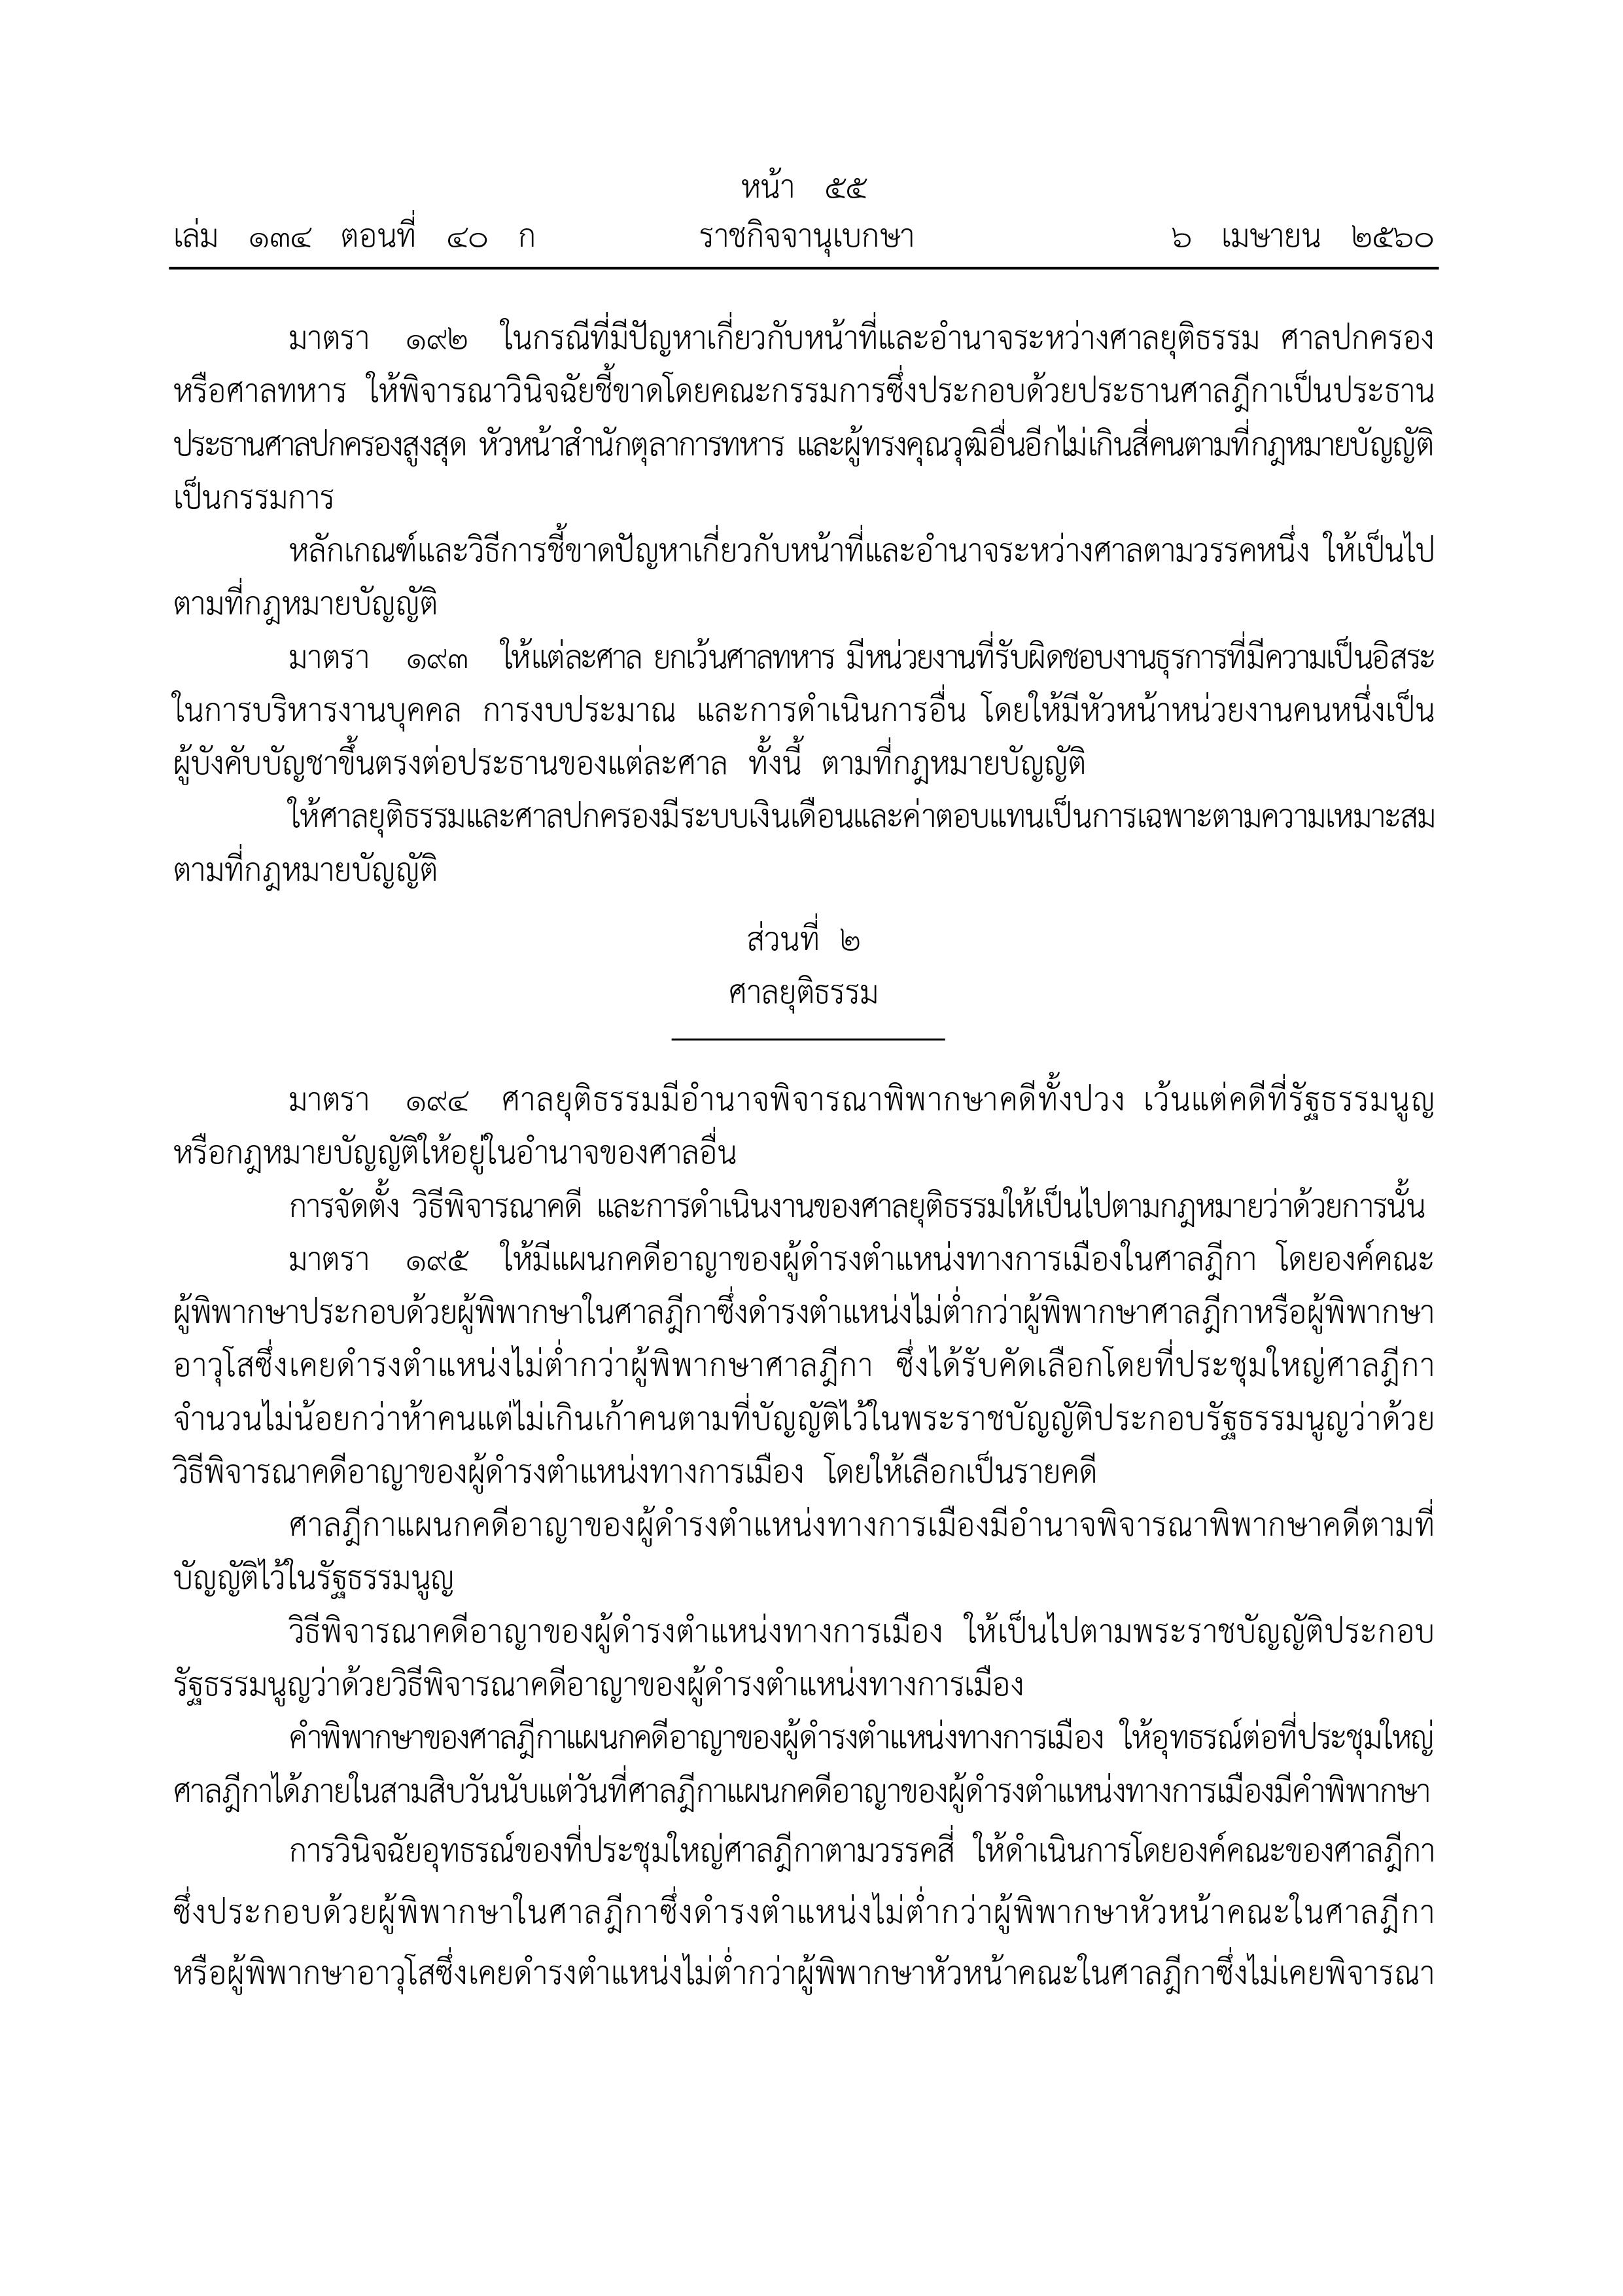 หน้า ๕๕
เล่ม ๑๓๔ ตอนที่ ๔๐ ก ราชกิจจานุเบกษา ๖ เมษายน ๒๕๖๐
มาตรา ๑๙๒ ในกรณีที่มีปัญหาเกี่ยวกับหน้าที่และอำนาจระหว่างศาลยุติธรรม ศาลปกครอง
หรือศาลทหาร ให้พิจารณาวินิจฉัยชี้ขาดโดยคณะกรรมการซึ่งประกอบด้วยประธานศาลฎีกาเป็นประธาน
ประธานศาลปกครองสูงสุด หัวหน้าสำนักตุลาการทหาร และผู้ทรงคุณวุฒิอื่นอีกไม่เกินสี่คนตามที่กฎหมายบัญญัติ
เป็นกรรมการ
หลักเกณฑ์และวิธีการชี้ขาดปัญหาเกี่ยวกับหน้าที่และอำนาจระหว่างศาลตามวรรคหนึ่ง ให้เป็นไป
ตามที่กฎหมายบัญญัติ
มาตรา ๑๙๓ ให้แต่ละศาล ยกเว้นศาลทหาร มีหน่วยงานที่รับผิดชอบงานธุรการที่มีความเป็นอิสระ
ในการบริหารงานบุคคล การงบประมาณ และการดำเนินการอื่น โดยให้มีหัวหน้าหน่วยงานคนหนึ่งเป็น
ผู้บังคับบัญชาขึ้นตรงต่อประธานของแต่ละศาล ทั้งนี้ ตามที่กฎหมายบัญญัติ
ให้ศาลยุติธรรมและศาลปกครองมีระบบเงินเดือนและค่าตอบแทนเป็นการเฉพาะตามความเหมาะสม
ตามที่กฎหมายบัญญัติ
ส่วนที่ ๒
ศาลยุติธรรม
มาตรา ๑๙๔ ศาลยุติธรรมมีอำนาจพิจารณาพิพากษาคดีทั้งปวง เว้นแต่คดีที่รัฐธรรมนูญ
หรือกฎหมายบัญญัติให้อยู่ในอำนาจของศาลอื่น
การจัดตั้ง วิธีพิจารณาคดี และการดำเนินงานของศาลยุติธรรมให้เป็นไปตามกฎหมายว่าด้วยการนั้น
มาตรา ๑๙๕ ให้มีแผนกคดีอาญาของผู้ดำรงตำแหน่งทางการเมืองในศาลฎีกา โดยองค์คณะ
ผู้พิพากษาประกอบด้วยผู้พิพากษาในศาลฎีกาซึ่งดำรงตำแหน่งไม่ต่ำกว่าผู้พิพากษาศาลฎีกาหรือผู้พิพากษา
อาวุโสซึ่งเคยดำรงตำแหน่งไม่ต่ำกว่าผู้พิพากษาศาลฎีกา ซึ่งได้รับคัดเลือกโดยที่ประชุมใหญ่ศาลฎีกา
จำนวนไม่น้อยกว่าห้าคนแต่ไม่เกินเก้าคนตามที่บัญญัติไว้ในพระราชบัญญัติประกอบรัฐธรรมนูญว่าด้วย
วิธีพิจารณาคดีอาญาของผู้ดำรงตำแหน่งทางการเมือง โดยให้เลือกเป็นรายคดี
ศาลฎีกาแผนกคดีอาญาของผู้ดำรงตำแหน่งทางการเมืองมีอำนาจพิจารณาพิพากษาคดีตามที่
บัญญัติไว้ในรัฐธรรมนูญ
วิธีพิจารณาคดีอาญาของผู้ดำรงตำแหน่งทางการเมือง ให้เป็นไปตามพระราชบัญญัติประกอบ
รัฐธรรมนูญว่าด้วยวิธีพิจารณาคดีอาญาของผู้ดำรงตำแหน่งทางการเมือง
คำพิพากษาของศาลฎีกาแผนกคดีอาญาของผู้ดำรงตำแหน่งทางการเมือง ให้อุทธรณ์ต่อที่ประชุมใหญ่
ศาลฎีกาได้ภายในสามสิบวันนับแต่วันที่ศาลฎีกาแผนกคดีอาญาของผู้ดำรงตำแหน่งทางการเมืองมีคำพิพากษา
การวินิจฉัยอุทธรณ์ของที่ประชุมใหญ่ศาลฎีกาตามวรรคสี่ ให้ดำเนินการโดยองค์คณะของศาลฎีกา
ซึ่งประกอบด้วยผู้พิพากษาในศาลฎีกาซึ่งดำรงตำแหน่งไม่ต่ำกว่าผู้พิพากษาหัวหน้าคณะในศาลฎีกา
หรือผู้พิพากษาอาวุโสซึ่งเคยดำรงตำแหน่งไม่ต่ำกว่าผู้พิพากษาหัวหน้าคณะในศาลฎีกาซึ่งไม่เคยพิจารณา